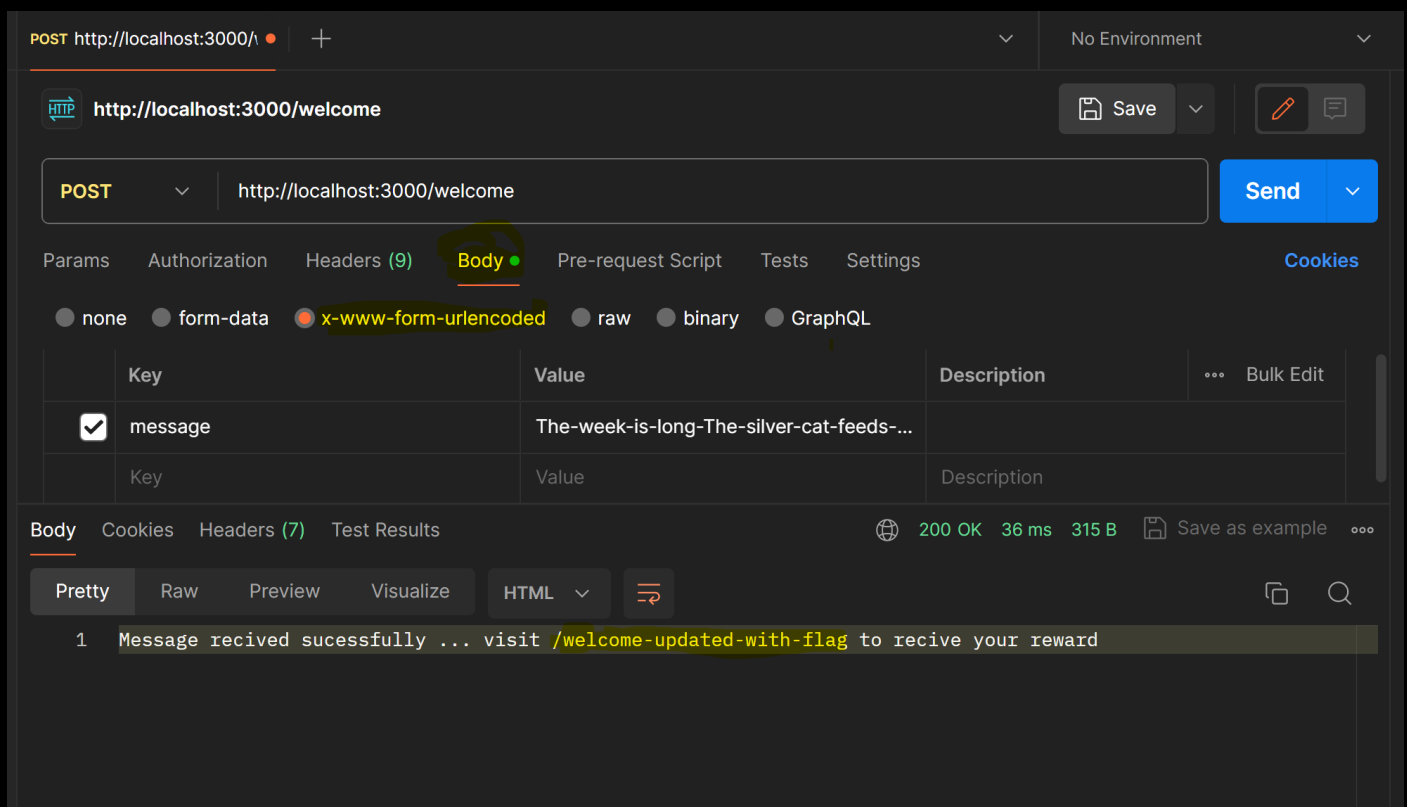 POST http://localhost:3000/w
No Environment
HTTP http://localhost:3000/welcome
Save
POST http://localhost:3000/welcome
Send
Params Authorization Headers (9) Body Pre-request Script Tests Settings Cookies
none form-data x-www-form-urlencoded raw binary GraphQL
Key Value Description Bulk Edit
message The-week-is-long-The-silver-cat-feeds-...
Key Value Description
Body Cookies Headers (7) Test Results 200 OK 36 ms 315 B Save as example
Pretty Raw Preview Visualize HTML
1 Message recived sucessfully ... visit /welcome-updated-with-flag to recive your reward